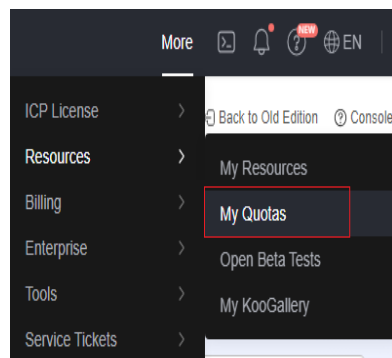 More NEW EN
ICP License
Back to Old Edition Console
Resources
My Resources
Billing
My Quotas
Enterprise
Open Beta Tests
Tools
My KooGallery
Service Tickets